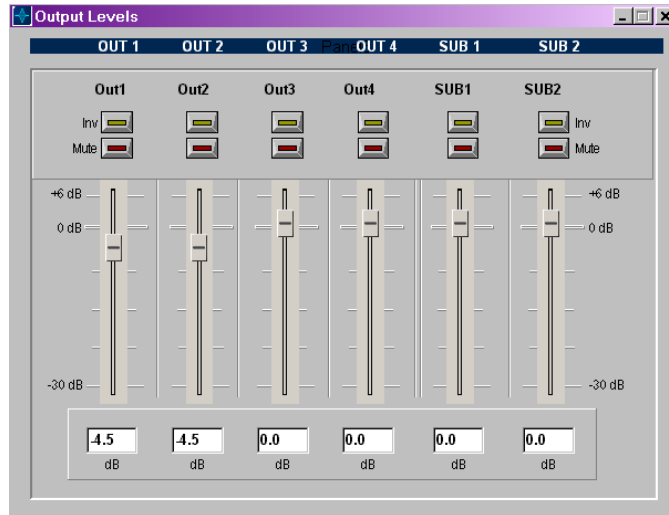 Output Levels
OUT 1 OUT 2 OUT 3 Pane OUT 4 SUB 1 SUB 2
Out1 Out2 Out3 Out4 SUB1 SUB2
Inv Inv
Mute Mute
+6 dB +6 dB
0 dB 0 dB
-30 dB -30 dB
-4.5 -4.5 0.0 0.0 0.0 0.0
dB dB dB dB dB dB